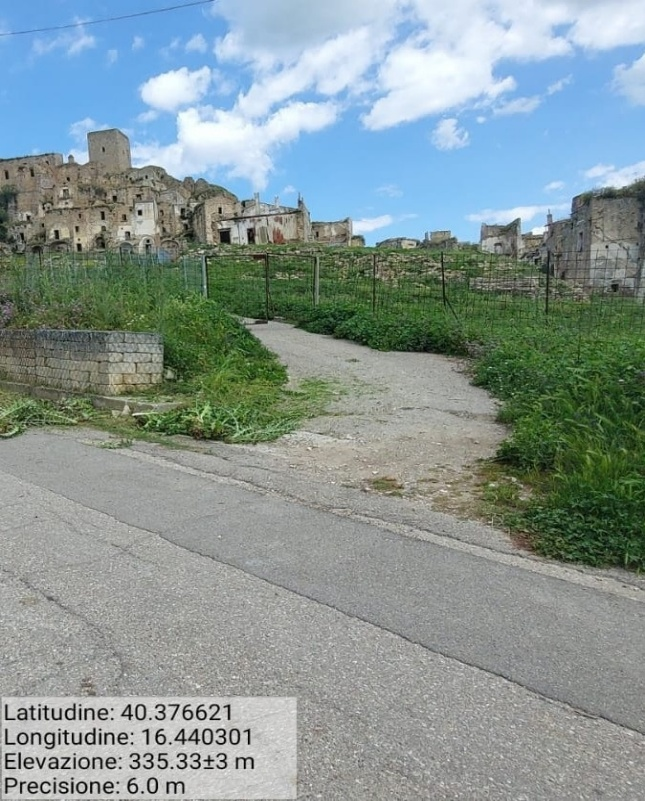 Latitudine: 40.376621
Longitudine: 16.440301
Elevazione: 335.33±3 m
Precisione: 6.0 m